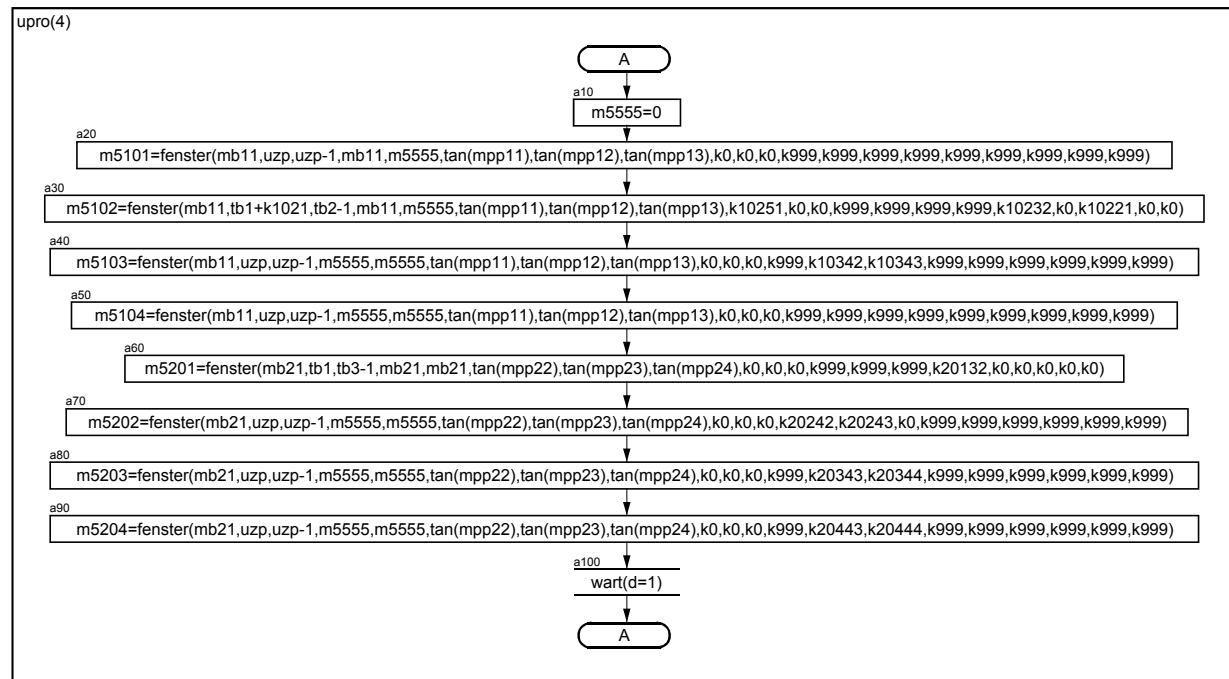 upro(4)
A
a10
m5555=0
a20
m5101=fenster(mb11,uzp,uzp-1,mb11,m5555,tan(mpp11),tan(mpp12),tan(mpp13),k0,k0,k0,k999,k999,k999,k999,k999,k999,k999,k999,k999)
a30
m5102=fenster(mb11,tb1+k1021,tb2-1,mb11,m5555,tan(mpp11),tan(mpp12),tan(mpp13),k10251,k0,k0,k999,k999,k999,k999,k10232,k0,k10221,k0,k0)
a40
m5103=fenster(mb11,uzp,uzp-1,m5555,m5555,tan(mpp11),tan(mpp12),tan(mpp13),k0,k0,k0,k999,k10342,k10343,k999,k999,k999,k999,k999,k999)
a50
m5104=fenster(mb11,uzp,uzp-1,m5555,m5555,tan(mpp11),tan(mpp12),tan(mpp13),k0,k0,k0,k999,k999,k999,k999,k999,k999,k999,k999,k999)
a60
m5201=fenster(mb21,tb1,tb3-1,mb21,mb21,tan(mpp22),tan(mpp23),tan(mpp24),k0,k0,k0,k999,k999,k999,k20132,k0,k0,k0,k0,k0)
a70
m5202=fenster(mb21,uzp,uzp-1,m5555,m5555,tan(mpp22),tan(mpp23),tan(mpp24),k0,k0,k0,k20242,k20243,k0,k999,k999,k999,k999,k999,k999)
a80
m5203=fenster(mb21,uzp,uzp-1,m5555,m5555,tan(mpp22),tan(mpp23),tan(mpp24),k0,k0,k0,k999,k20343,k20344,k999,k999,k999,k999,k999,k999)
a90
m5204=fenster(mb21,uzp,uzp-1,m5555,m5555,tan(mpp22),tan(mpp23),tan(mpp24),k0,k0,k0,k999,k20443,k20444,k999,k999,k999,k999,k999,k999)
a100
wart(d=1)
A